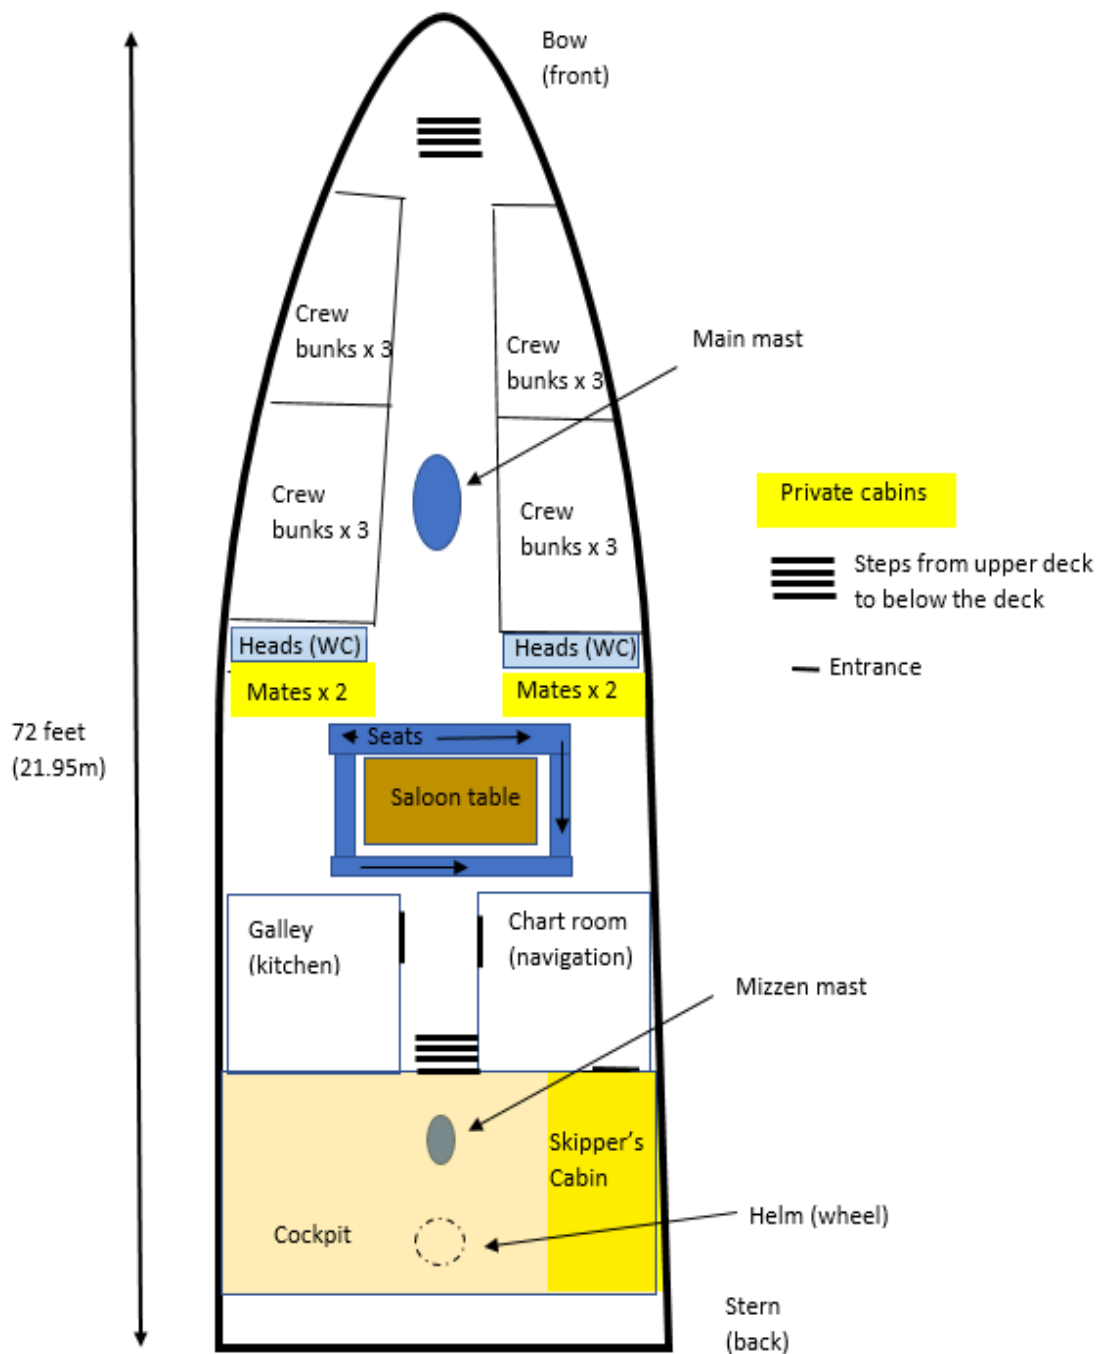 Bow
(front)
Crew
bunks x 3
Crew
bunks x 3
Main mast
Crew
bunks x 3
Crew
bunks x 3
Private cabins
Steps from upper deck
to below the deck
Entrance
Heads (WC)
Heads (WC)
Mates x 2
Mates x 2
72 feet
(21.95m)
Seats
Saloon table
Galley
(kitchen)
Chart room
(navigation)
Mizzen mast
Skipper’s
Cabin
Cockpit
Helm (wheel)
Stern
(back)